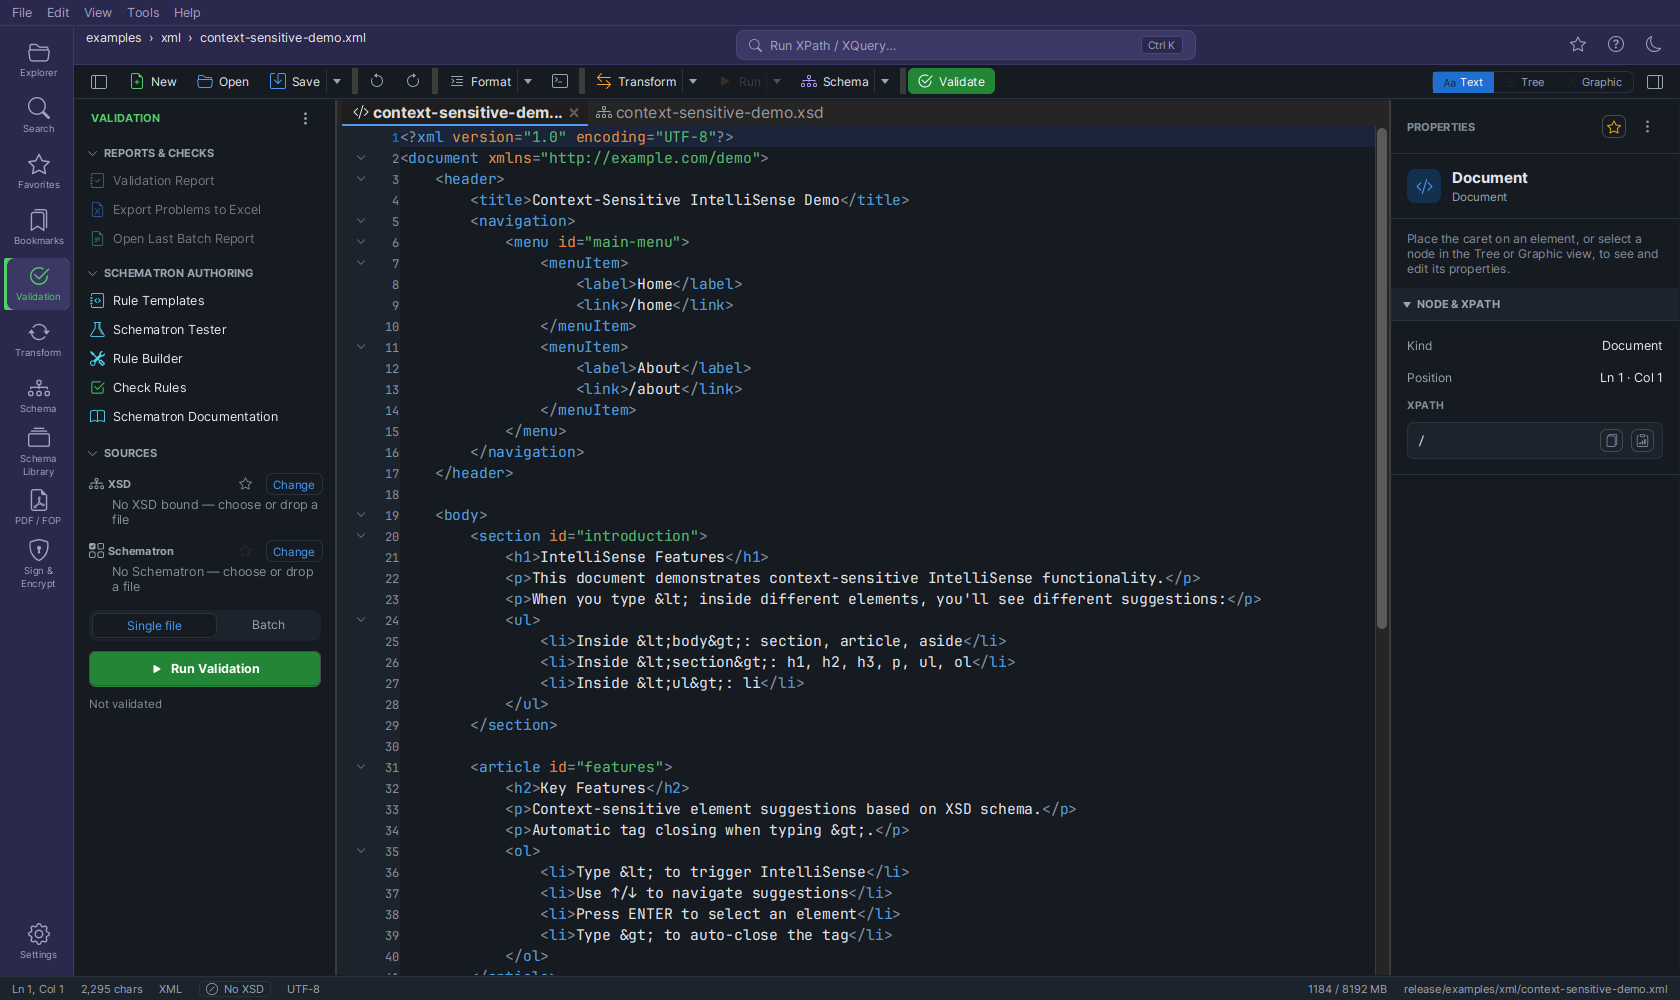 File Edit View Tools Help
examples › xml › context-sensitive-demo.xml
Run XPath / XQuery... Ctrl K
New Open Save Format Transform Run Schema Validate Aa Text Tree Graphic
Explorer
Search
Favorites
Bookmarks
Validation
Transform
Schema
Schema
Library
PDF / FOP
Sign &
Encrypt
Settings
VALIDATION
REPORTS & CHECKS
Validation Report
Export Problems to Excel
Open Last Batch Report
SCHEMATRON AUTHORING
Rule Templates
Schematron Tester
Rule Builder
Check Rules
Schematron Documentation
SOURCES
XSD Change
No XSD bound — choose or drop a
file
Schematron Change
No Schematron — choose or drop
a file
Single file Batch
Run Validation
Not validated
context-sensitive-dem... context-sensitive-demo.xsd
1 <?xml version="1.0" encoding="UTF-8"?>
2 <document xmlns="http://example.com/demo">
3 <header>
4 <title>Context-Sensitive IntelliSense Demo</title>
5 <navigation>
6 <menu id="main-menu">
7 <menuItem>
8 <label>Home</label>
9 <link>/home</link>
10 </menuItem>
11 <menuItem>
12 <label>About</label>
13 <link>/about</link>
14 </menuItem>
15 </menu>
16 </navigation>
17 </header>
18
19 <body>
20 <section id="introduction">
21 <h1>IntelliSense Features</h1>
22 <p>This document demonstrates context-sensitive IntelliSense functionality.</p>
23 <p>When you type &lt; inside different elements, you'll see different suggestions:</p>
24 <ul>
25 <li>Inside &lt;body&gt;: section, article, aside</li>
26 <li>Inside &lt;section&gt;: h1, h2, h3, p, ul, ol</li>
27 <li>Inside &lt;ul&gt;: li</li>
28 </ul>
29 </section>
30
31 <article id="features">
32 <h2>Key Features</h2>
33 <p>Context-sensitive element suggestions based on XSD schema.</p>
34 <p>Automatic tag closing when typing &gt;.</p>
35 <ol>
36 <li>Type &lt; to trigger IntelliSense</li>
37 <li>Use ↑/↓ to navigate suggestions</li>
38 <li>Press ENTER to select an element</li>
39 <li>Type &gt; to auto-close the tag</li>
40 </ol>
41 </article>
PROPERTIES
Document
Document
Place the caret on an element, or select a
node in the Tree or Graphic view, to see and
edit its properties.
NODE & XPATH
Kind Document
Position Ln 1 · Col 1
XPATH
/
Ln 1, Col 1 2,295 chars XML No XSD UTF-8 1184 / 8192 MB release/examples/xml/context-sensitive-demo.xml